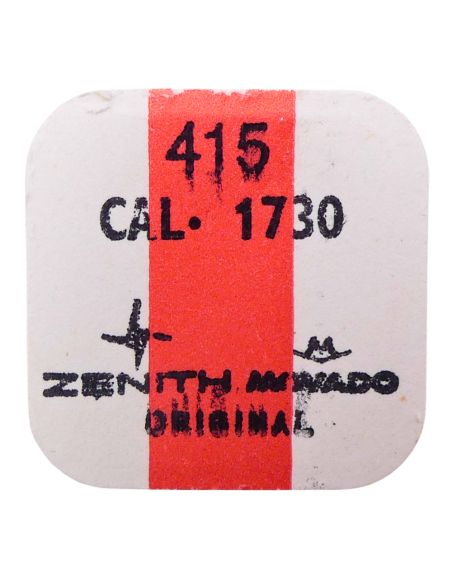 415
CAL. 1730
ZENITH MOVADO
ORIGINAL